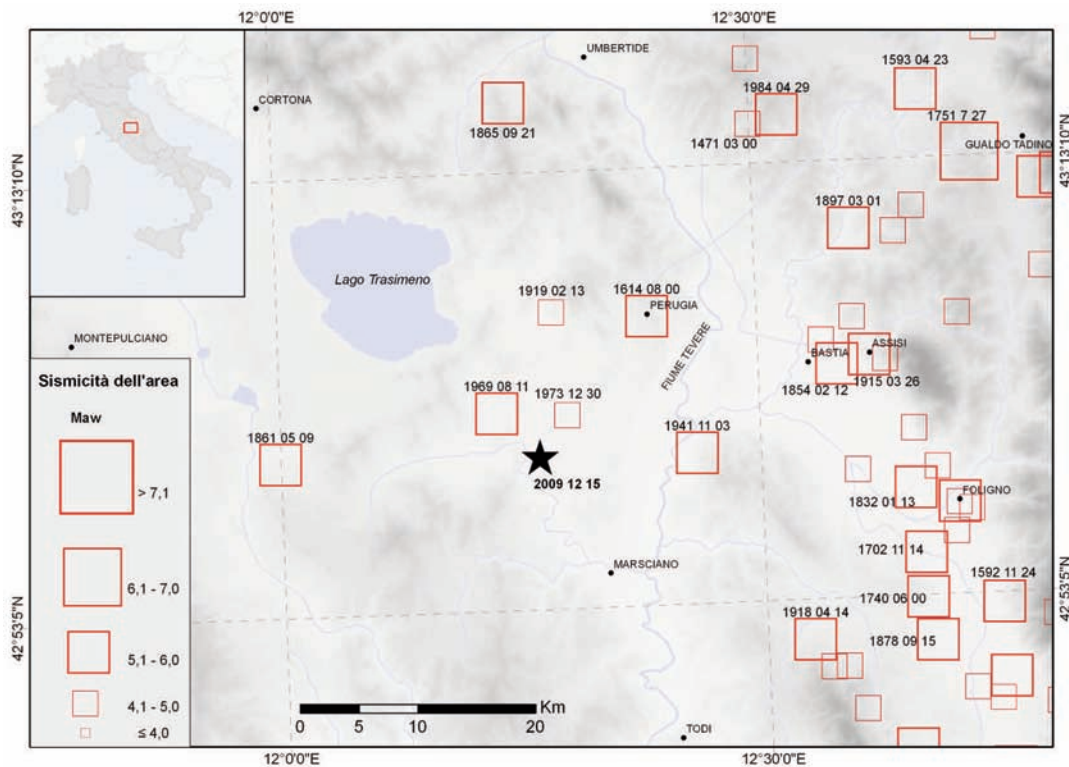 12°0'0"E
12°30'0"E
UMBERTIDE
1593 04 23
CORTONA
1984 04 29
1865 09 21
1751 7 27
1471 03 00
GUALDO TADINO
43°13'10"N
43°13'10"N
1897 03 01
Lago Trasimeno
1919 02 13
1614 08 00
PERUGIA
FIUME TEVERE
MONTEPULCIANO
BASTIA
ASSISI
1854 02 12
1915 03 26
Sismicità dell'area
Maw
> 7,1
6,1 - 7,0
5,1 - 6,0
4,1 - 5,0
≤ 4,0
1969 08 11
1973 12 30
1861 05 09
1941 11 03
2009 12 15
1832 01 13
FOLIGNO
1702 11 14
MARSCIANO
1740 06 00
1592 11 24
42°53'5"N
42°53'5"N
1918 04 14
1878 09 15
Km
0 5 10 20
TODI
12°0'0"E
12°30'0"E